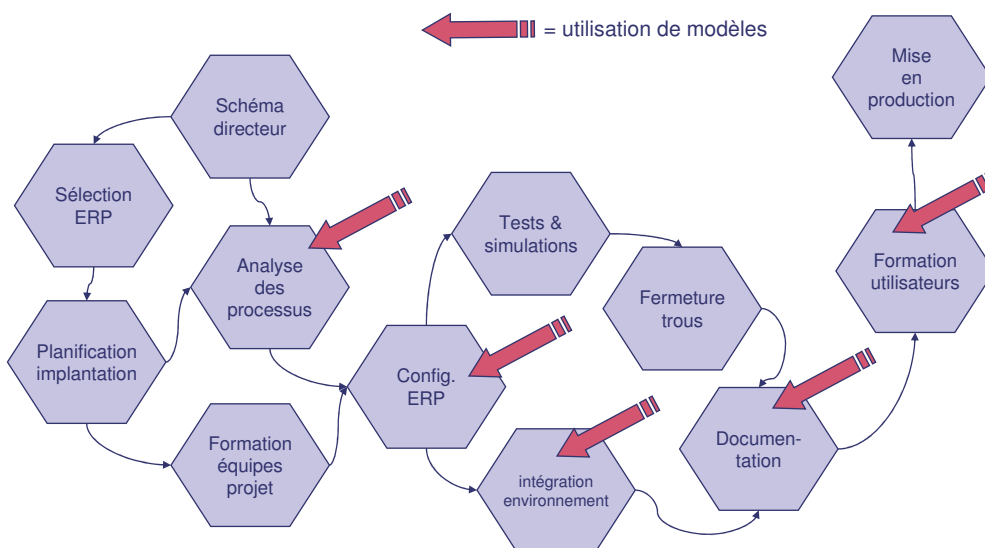 = utilisation de modèles
Mise
en
production
Schéma
directeur
Sélection
ERP
Tests &
simulations
Analyse
des
processus
Formation
utilisateurs
Fermeture
trous
Planification
implantation
Config.
ERP
Formation
équipes
projet
Documen-
tation
intégration
environnement